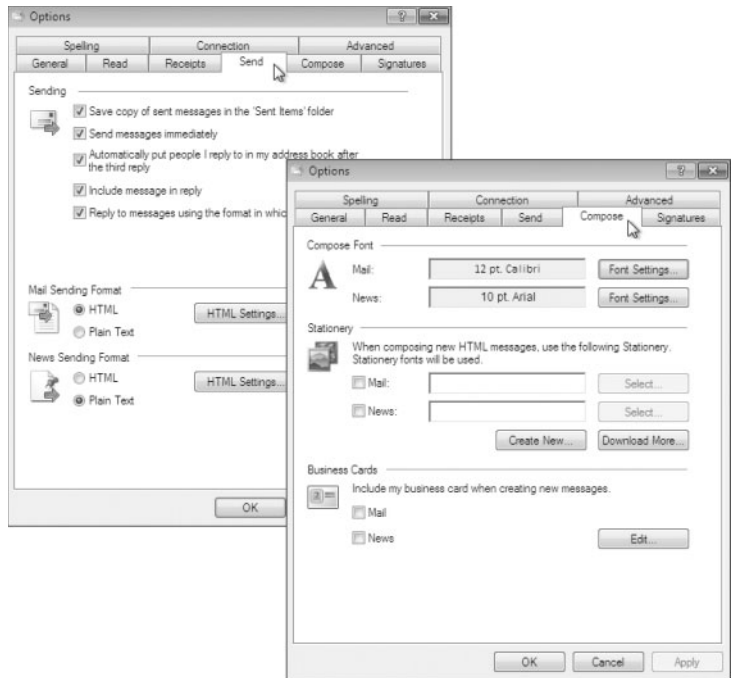 Options
Spelling Connection Advanced
General Read Receipts Send Compose Signatures
Sending
Save copy of sent messages in the 'Sent Items' folder
Send messages immediately
Automatically put people I reply to in my address book after
the third reply
Include message in reply
Reply to messages using the format in whic
Mail Sending Format
HTML HTML Settings...
Plain Text
News Sending Format
HTML HTML Settings...
Plain Text
OK
Options
Spelling Connection Advanced
General Read Receipts Send Compose Signatures
Compose Font
A Mail: 12 pt. Calibri Font Settings...
News: 10 pt. Arial Font Settings...
Stationery
When composing new HTML messages, use the following Stationery.
Stationery fonts will be used.
Mail: Select...
News: Select...
Create New... Download More...
Business Cards
Include my business card when creating new messages.
Mail
News Edit...
OK Cancel Apply